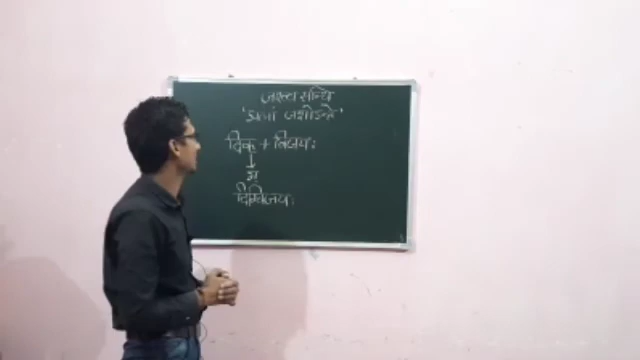 जश्त्व सन्धि
'झलां जशोऽन्ते'
दिक् + विजयः
↓
ग्
दिग्विजयः